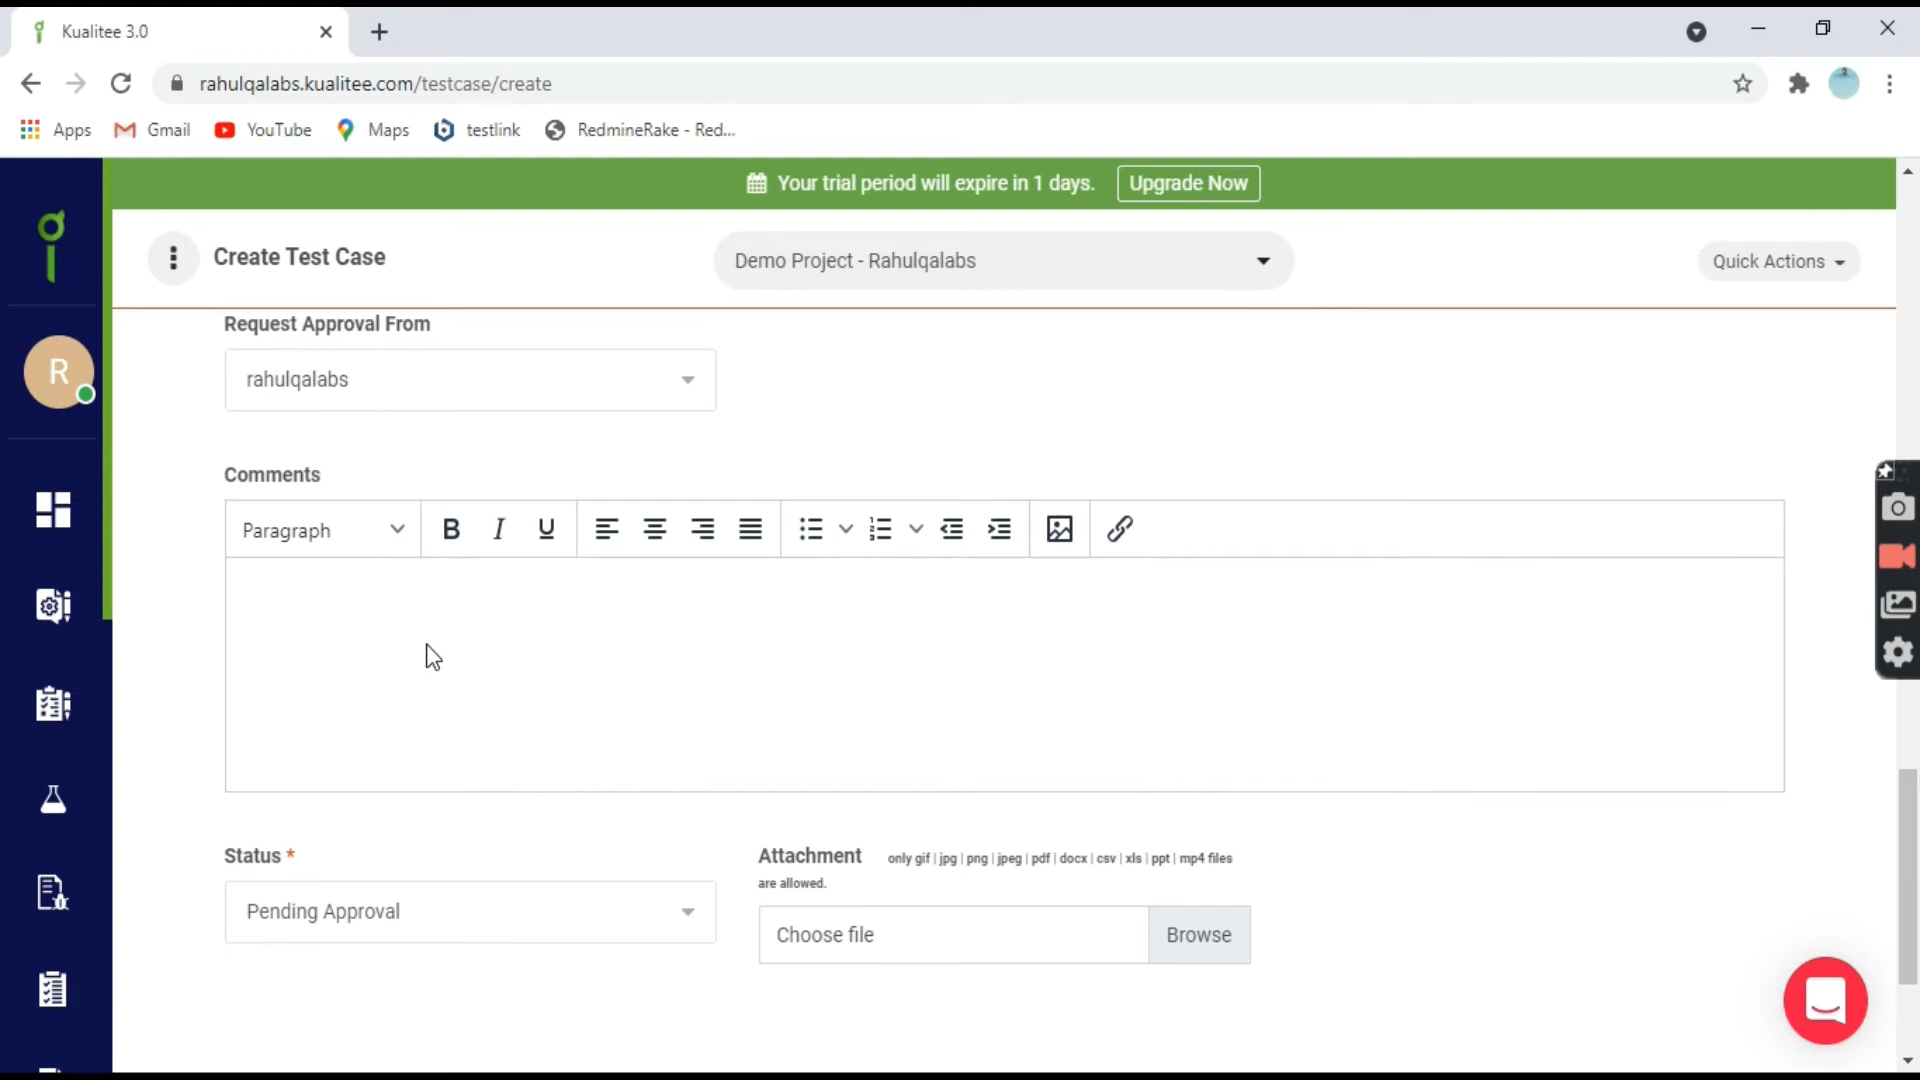 Kualitee 3.0
rahulqalabs.kualitee.com/testcase/create
Apps Gmail YouTube Maps testlink RedmineRake - Red...
Your trial period will expire in 1 days. Upgrade Now
Create Test Case Demo Project - Rahulqalabs Quick Actions
Request Approval From
R
rahulqalabs
Comments
Paragraph B I U
Status * Attachment only gif | jpg | png | jpeg | pdf | docx | csv | xls | ppt | mp4 files
are allowed.
Pending Approval
Choose file Browse